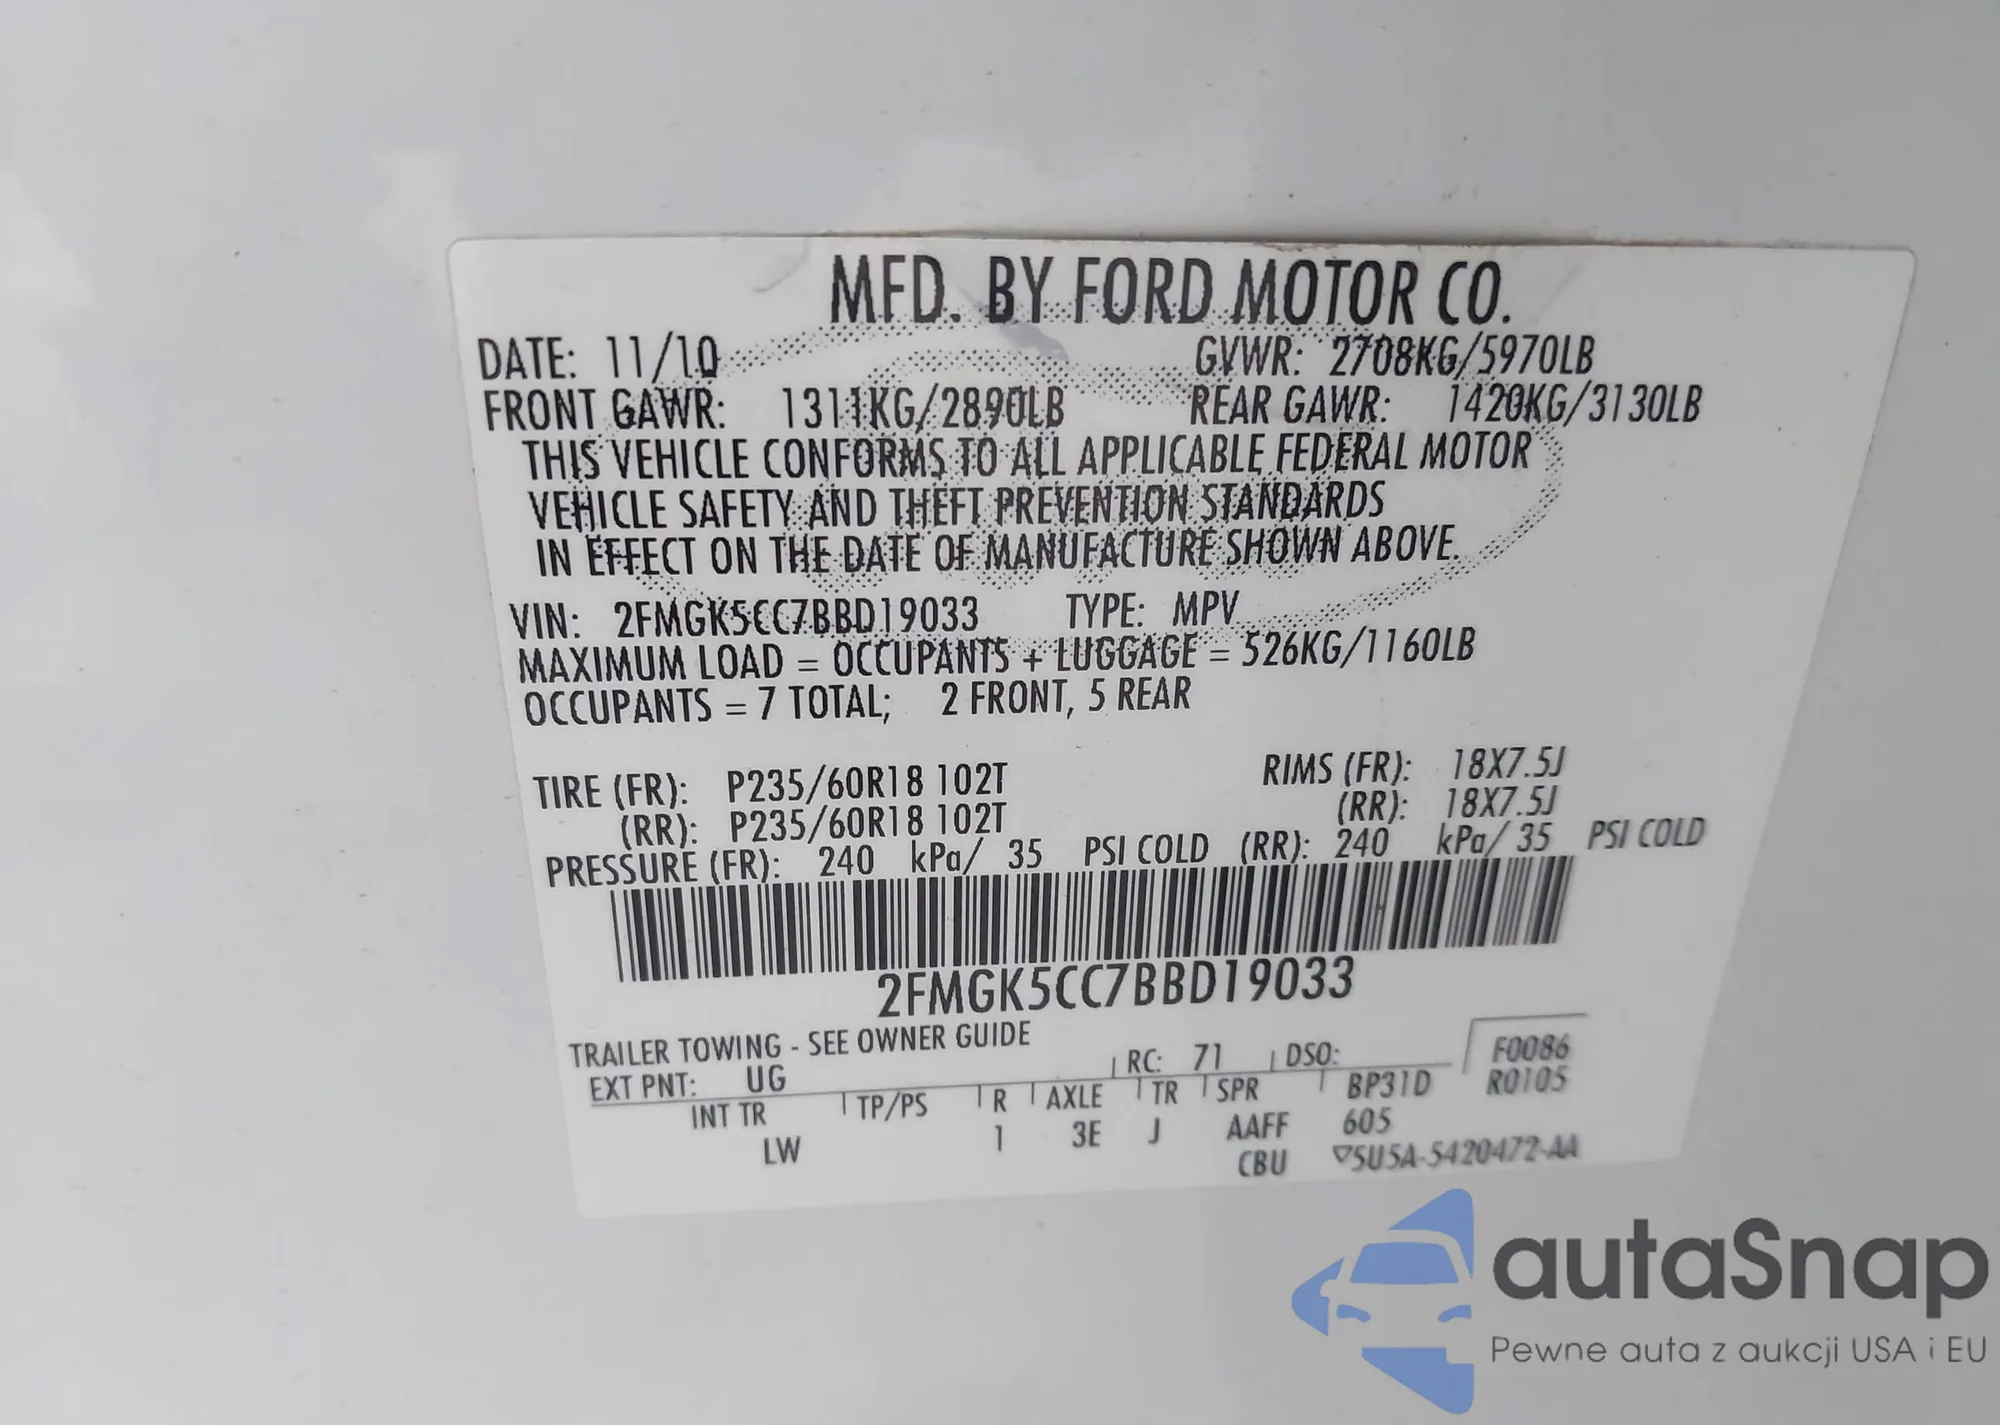 MFD. BY FORD MOTOR CO.
DATE: 11/10 GVWR: 2708KG/5970LB
FRONT GAWR: 1311KG/2890LB REAR GAWR: 1420KG/3130LB
THIS VEHICLE CONFORMS TO ALL APPLICABLE FEDERAL MOTOR
VEHICLE SAFETY AND THEFT PREVENTION STANDARDS
IN EFFECT ON THE DATE OF MANUFACTURE SHOWN ABOVE.
VIN: 2FMGK5CC7BBD19033 TYPE: MPV
MAXIMUM LOAD = OCCUPANTS + LUGGAGE = 526KG/1160LB
OCCUPANTS = 7 TOTAL; 2 FRONT, 5 REAR
TIRE (FR): P235/60R18 102T RIMS (FR): 18X7.5J
(RR): P235/60R18 102T (RR): 18X7.5J
PRESSURE (FR): 240 kPa/ 35 PSI COLD (RR): 240 kPa/ 35 PSI COLD
2FMGK5CC7BBD19033
TRAILER TOWING - SEE OWNER GUIDE
EXT PNT: UG RC: 71 DSO: F0086
INT TR TP/PS R AXLE TR SPR BP31D R0105
LW 1 3E J AAFF 605
CBU ▽5U5A-5420472-AA
autaSnap
Pewne auta z aukcji USA i EU